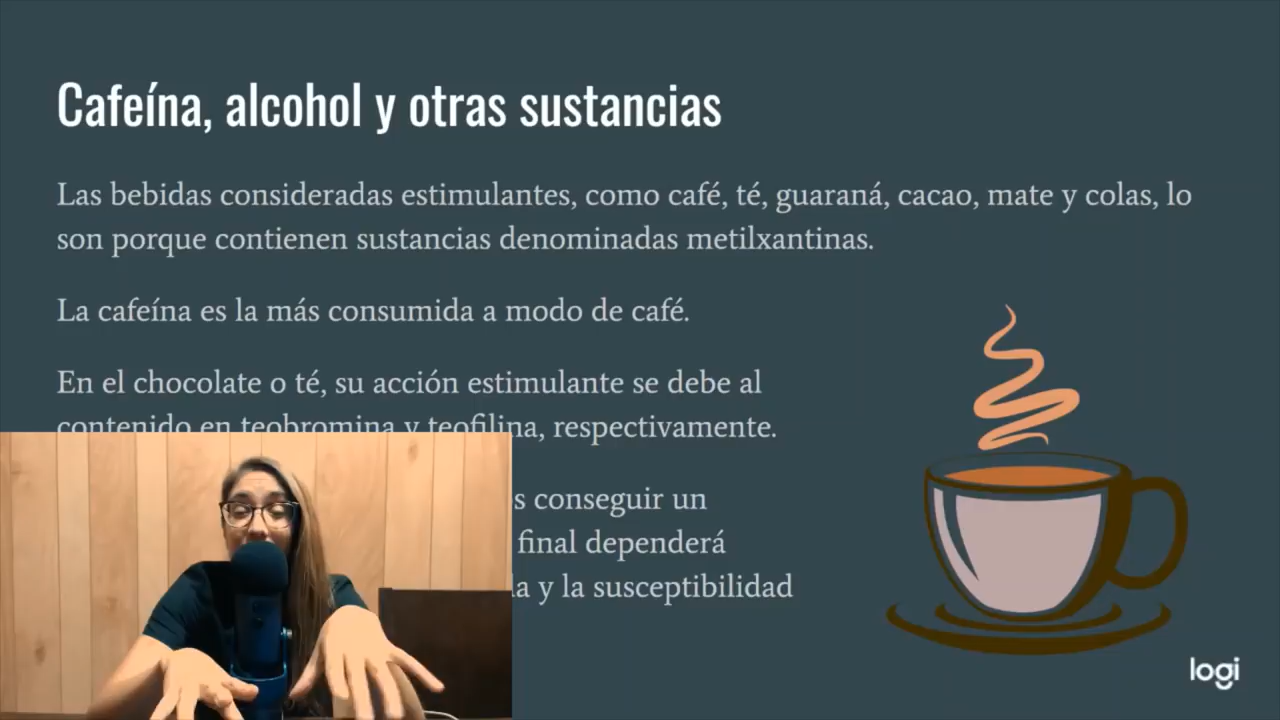 Cafeína, alcohol y otras sustancias
Las bebidas consideradas estimulantes, como café, té, guaraná, cacao, mate y colas, lo
son porque contienen sustancias denominadas metilxantinas.
La cafeína es la más consumida a modo de café.
En el chocolate o té, su acción estimulante se debe al
contenido en teobromina y teofilina, respectivamente.
s conseguir un
final dependerá
y la susceptibilidad
logi